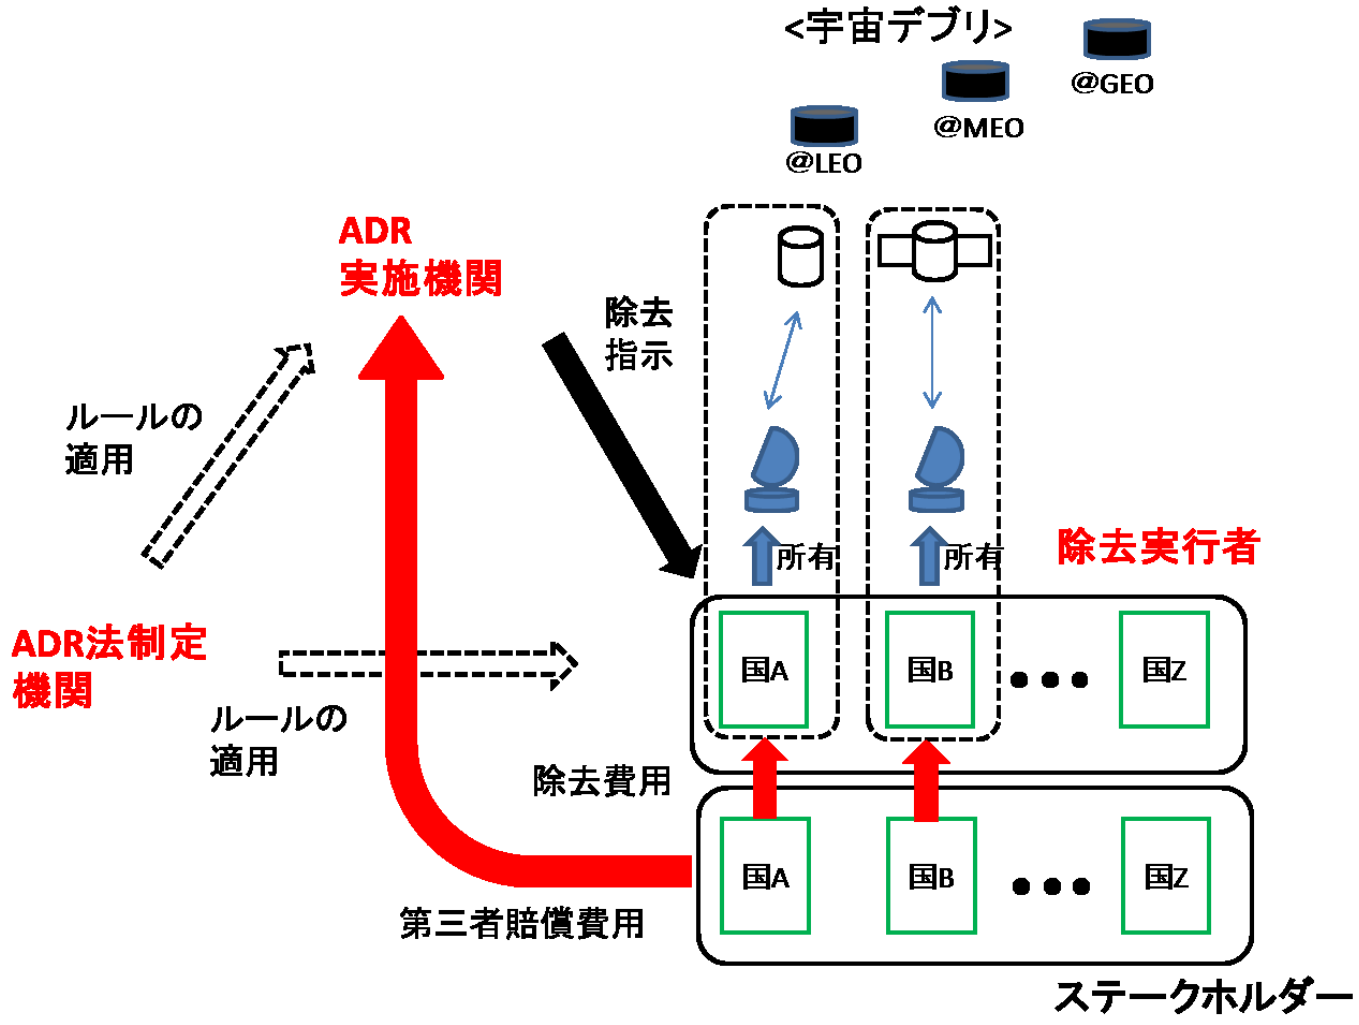 <宇宙デブリ>
@GEO
@MEO
@LEO
ADR
実施機関
除去
指示
ルールの
適用
所有
所有
除去実行者
ADR法制定
機関
国A
国B
国Z
ルールの
適用
除去費用
国A
国B
国Z
第三者賠償費用
ステークホルダー